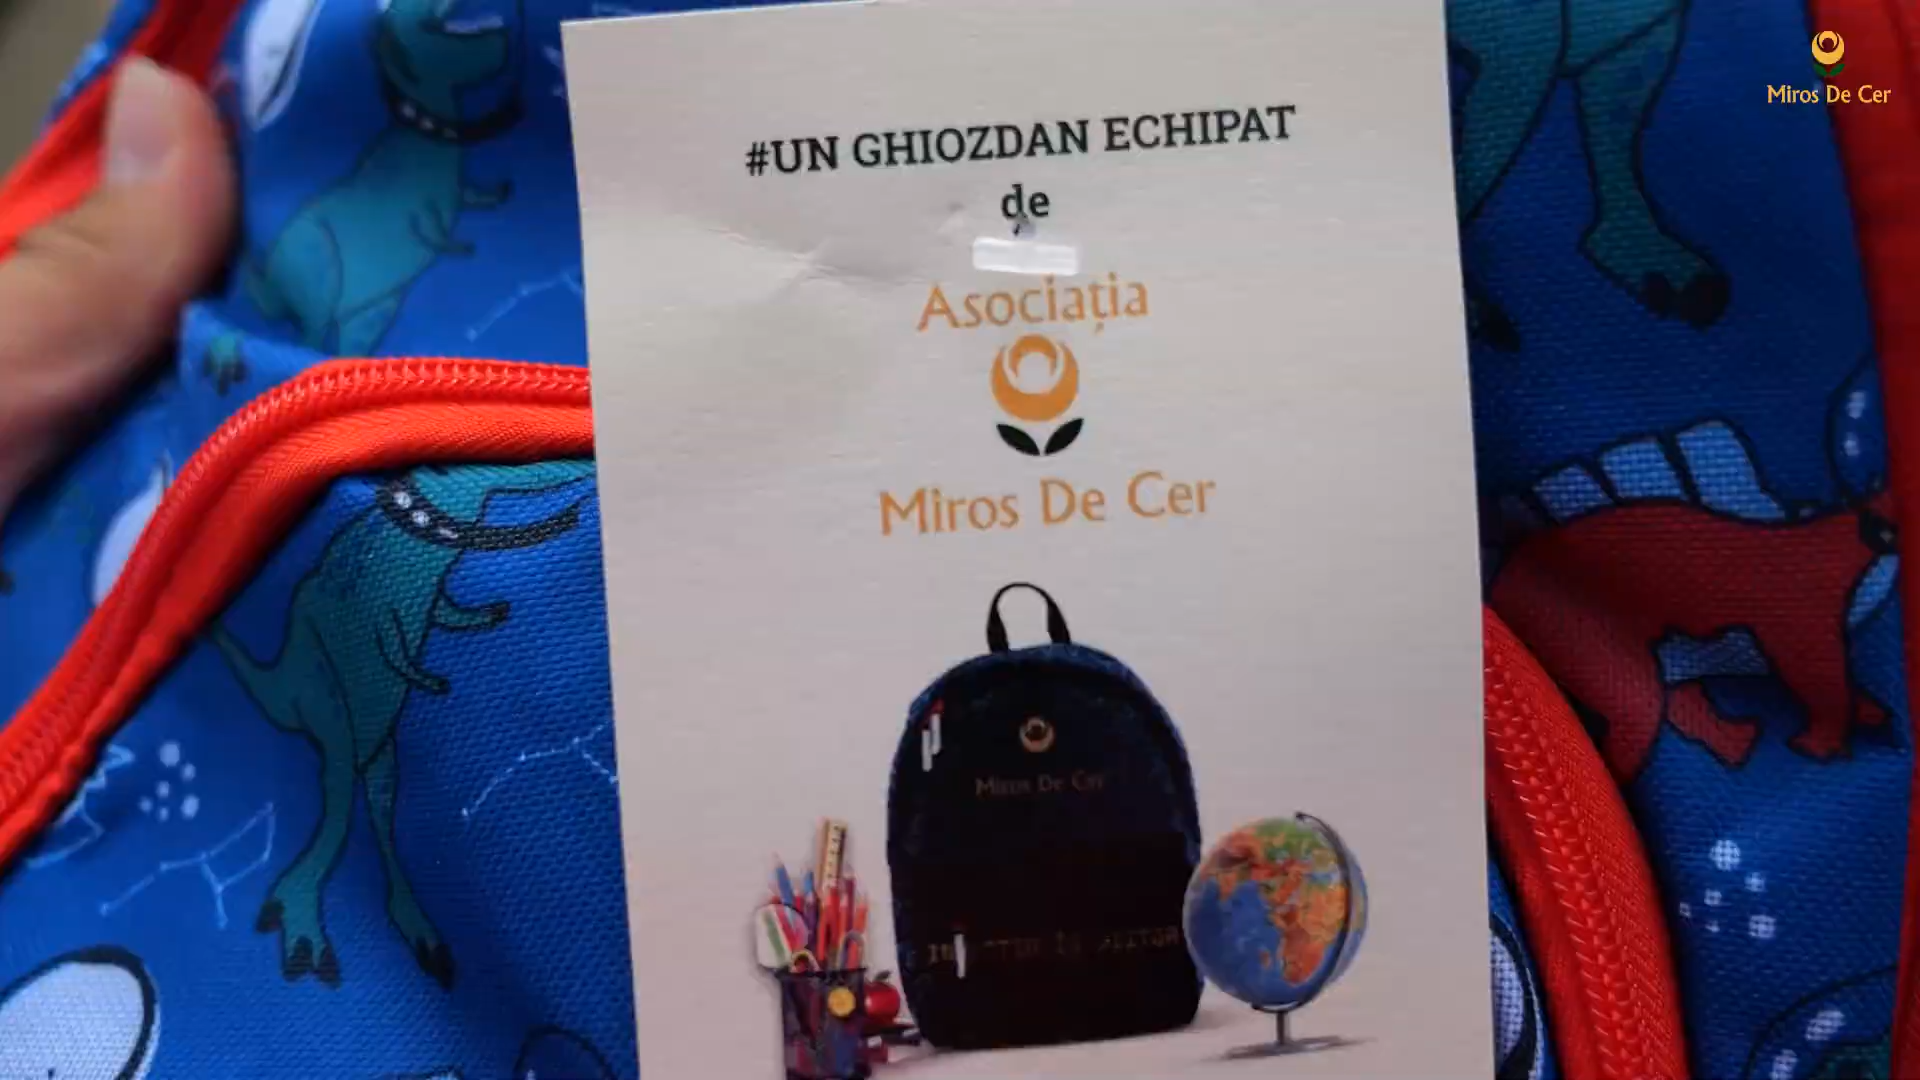 #UN GHIOZDAN ECHIPAT
de
Asociația
Miros De Cer
Miros De Cer
Miros De Cer